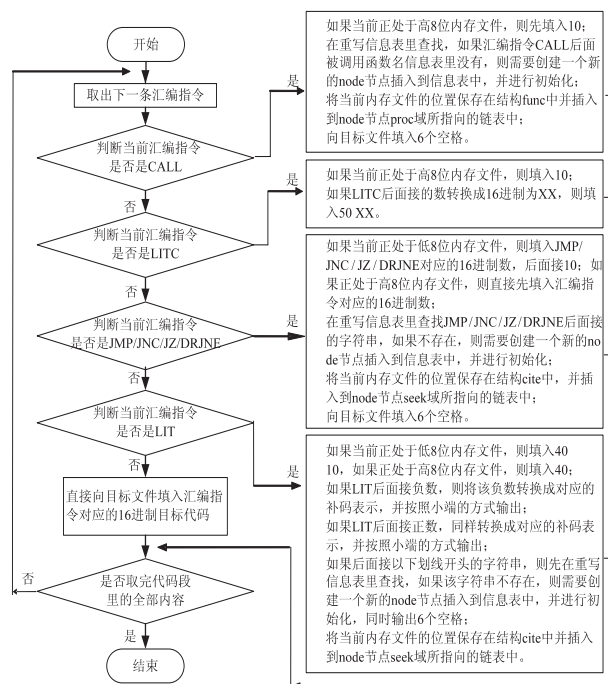 开始
取出下一条汇编指令
判断当前汇编指令
是否是CALL
是
否
如果当前正处于高8位内存文件，则先填入10；
在重写信息表里查找，如果汇编指令CALL后面
被调用函数名信息表里没有，则需要创建一个新
的node节点插入到信息表中，并进行初始化；
将当前内存文件的位置保存在结构func中并插入
到node节点proc域所指向的链表中；
向目标文件填入6个空格。
判断当前汇编指令
是否是LITC
是
否
如果当前正处于高8位内存文件，则填入10；
如果LITC后面接的数转换成16进制为XX，则填
入50 XX。
判断当前汇编指令
是否是JMP/JNC/JZ/DRJNE
是
否
如果当前正处于低8位内存文件，则填入JMP/
JNC/JZ/DRJNE对应的16进制数，后面接10；如
果正处于高8位内存文件，则直接先填入汇编指
令对应的16进制数；
在重写信息表里查找JMP/JNC/JZ/DRJNE后面接
的字符串，如果不存在，则需要创建一个新的no
de节点插入到信息表中，并进行初始化；
将当前内存文件的位置保存在结构cite中，并插
入到node节点seek域所指向的链表中；
向目标文件填入6个空格。
判断当前汇编指令
是否是LIT
是
否
如果当前正处于低8位内存文件，则填入40
10，如果正处于高8位内存文件，则填入40；
如果LIT后面接负数，则将该负数转换成对应的
补码表示，并按照小端的方式输出；
如果LIT后面接正数，同样转换成对应的补码表
示，并按照小端的方式输出；
如果后面接以下划线开头的字符串，则先在重写
信息表里查找，如果该字符串不存在，则需要创
建一个新的node节点插入到信息表中，并进行初
始化，同时输出6个空格；
将当前内存文件的位置保存在结构cite中并插入
到node节点seek域所指向的链表中。
直接向目标文件填入汇编指
令对应的16进制目标代码
是否取完代码段
里的全部内容
否
是
结束